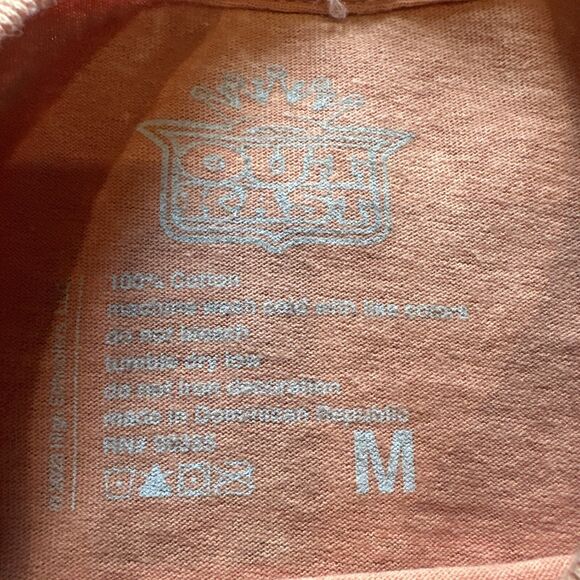 OUT
KAST
100% Cotton
machine wash cold with like colors
do not bleach
tumble dry low
do not iron decoration
made in Dominican Republic
RN#
M